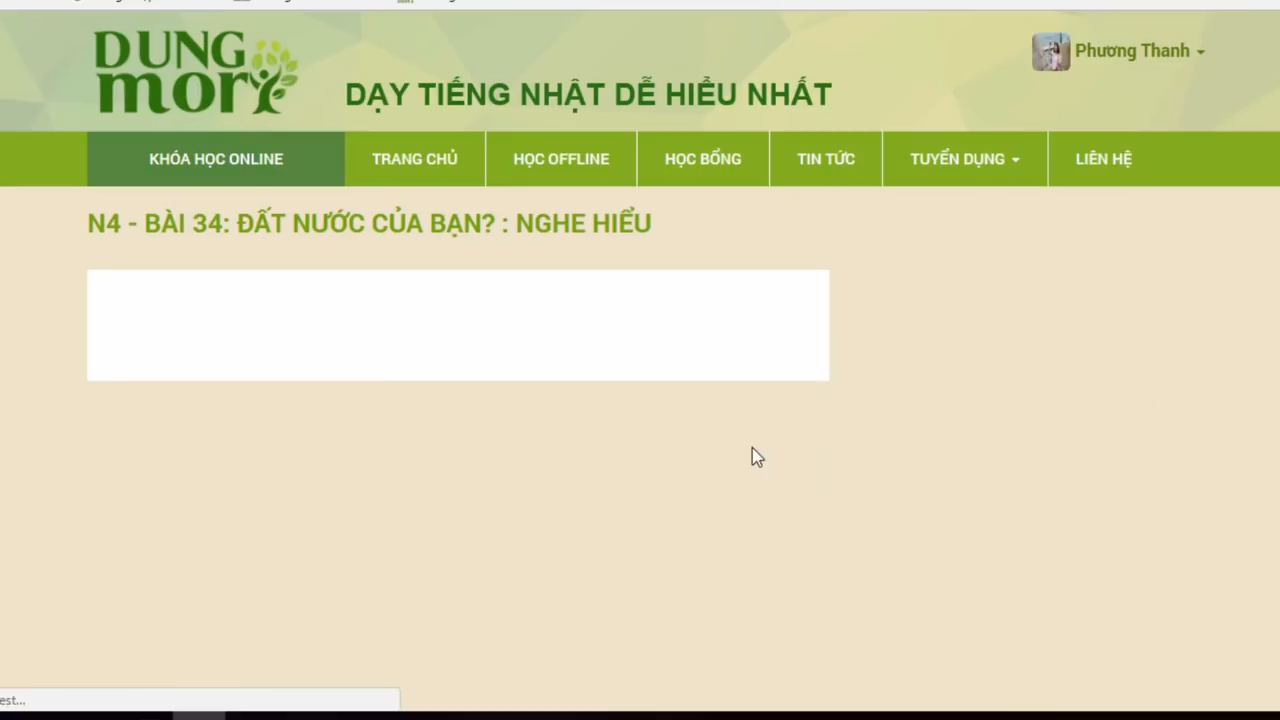 DUNG
mori
DẠY TIẾNG NHẬT DỄ HIỂU NHẤT
Phương Thanh
KHÓA HỌC ONLINE
TRANG CHỦ
HỌC OFFLINE
HỌC BỔNG
TIN TỨC
TUYỂN DỤNG
LIÊN HỆ
N4 - BÀI 34: ĐẤT NƯỚC CỦA BẠN? : NGHE HIỂU
est...